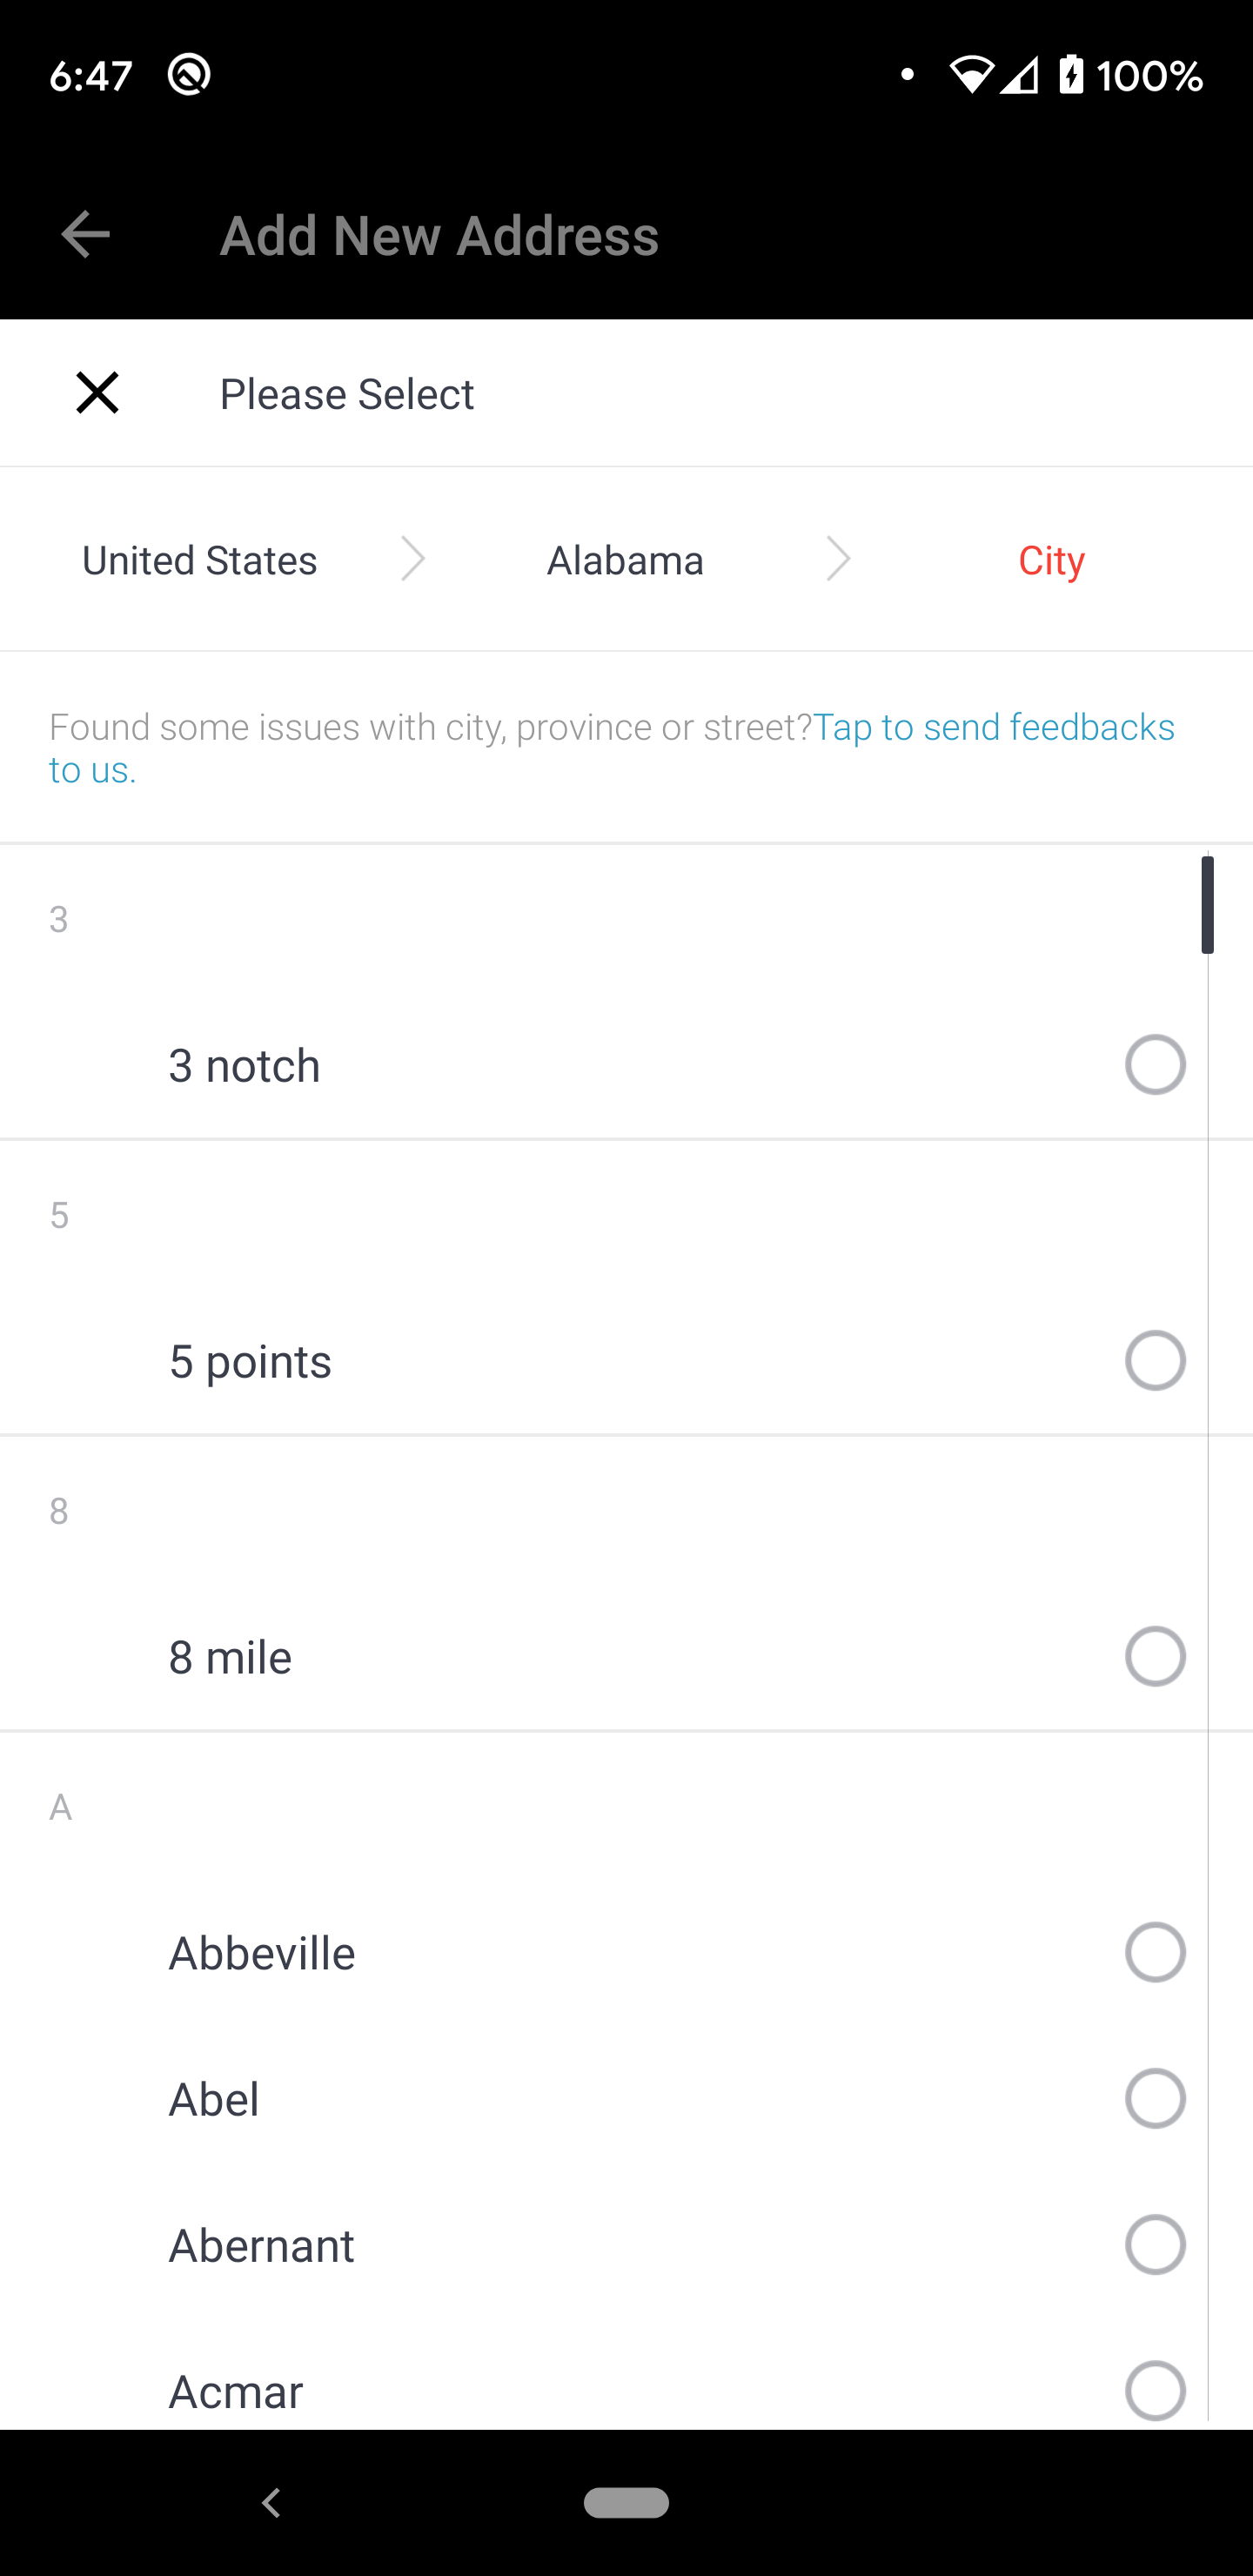 6:47
100%
Add New Address
Please Select
United States
Alabama
City
Found some issues with city, province or street?Tap to send feedbacks
to us.
3
3 notch
5
5 points
8
8 mile
A
Abbeville
Abel
Abernant
Acmar